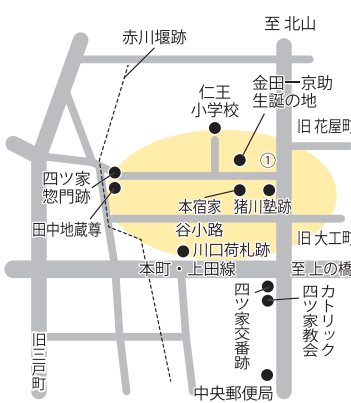 至 北山
赤川堰跡
金田一京助
生誕の地
仁王
小学校
旧 花屋町
①
四ツ家
惣門跡
本宿家
猪川塾跡
田中地蔵尊
谷小路
旧 大工町
川口荷札跡
本町・上田線
至 上の橋
四ツ家交番跡
カトリック
四ツ家教会
旧三戸町
中央郵便局